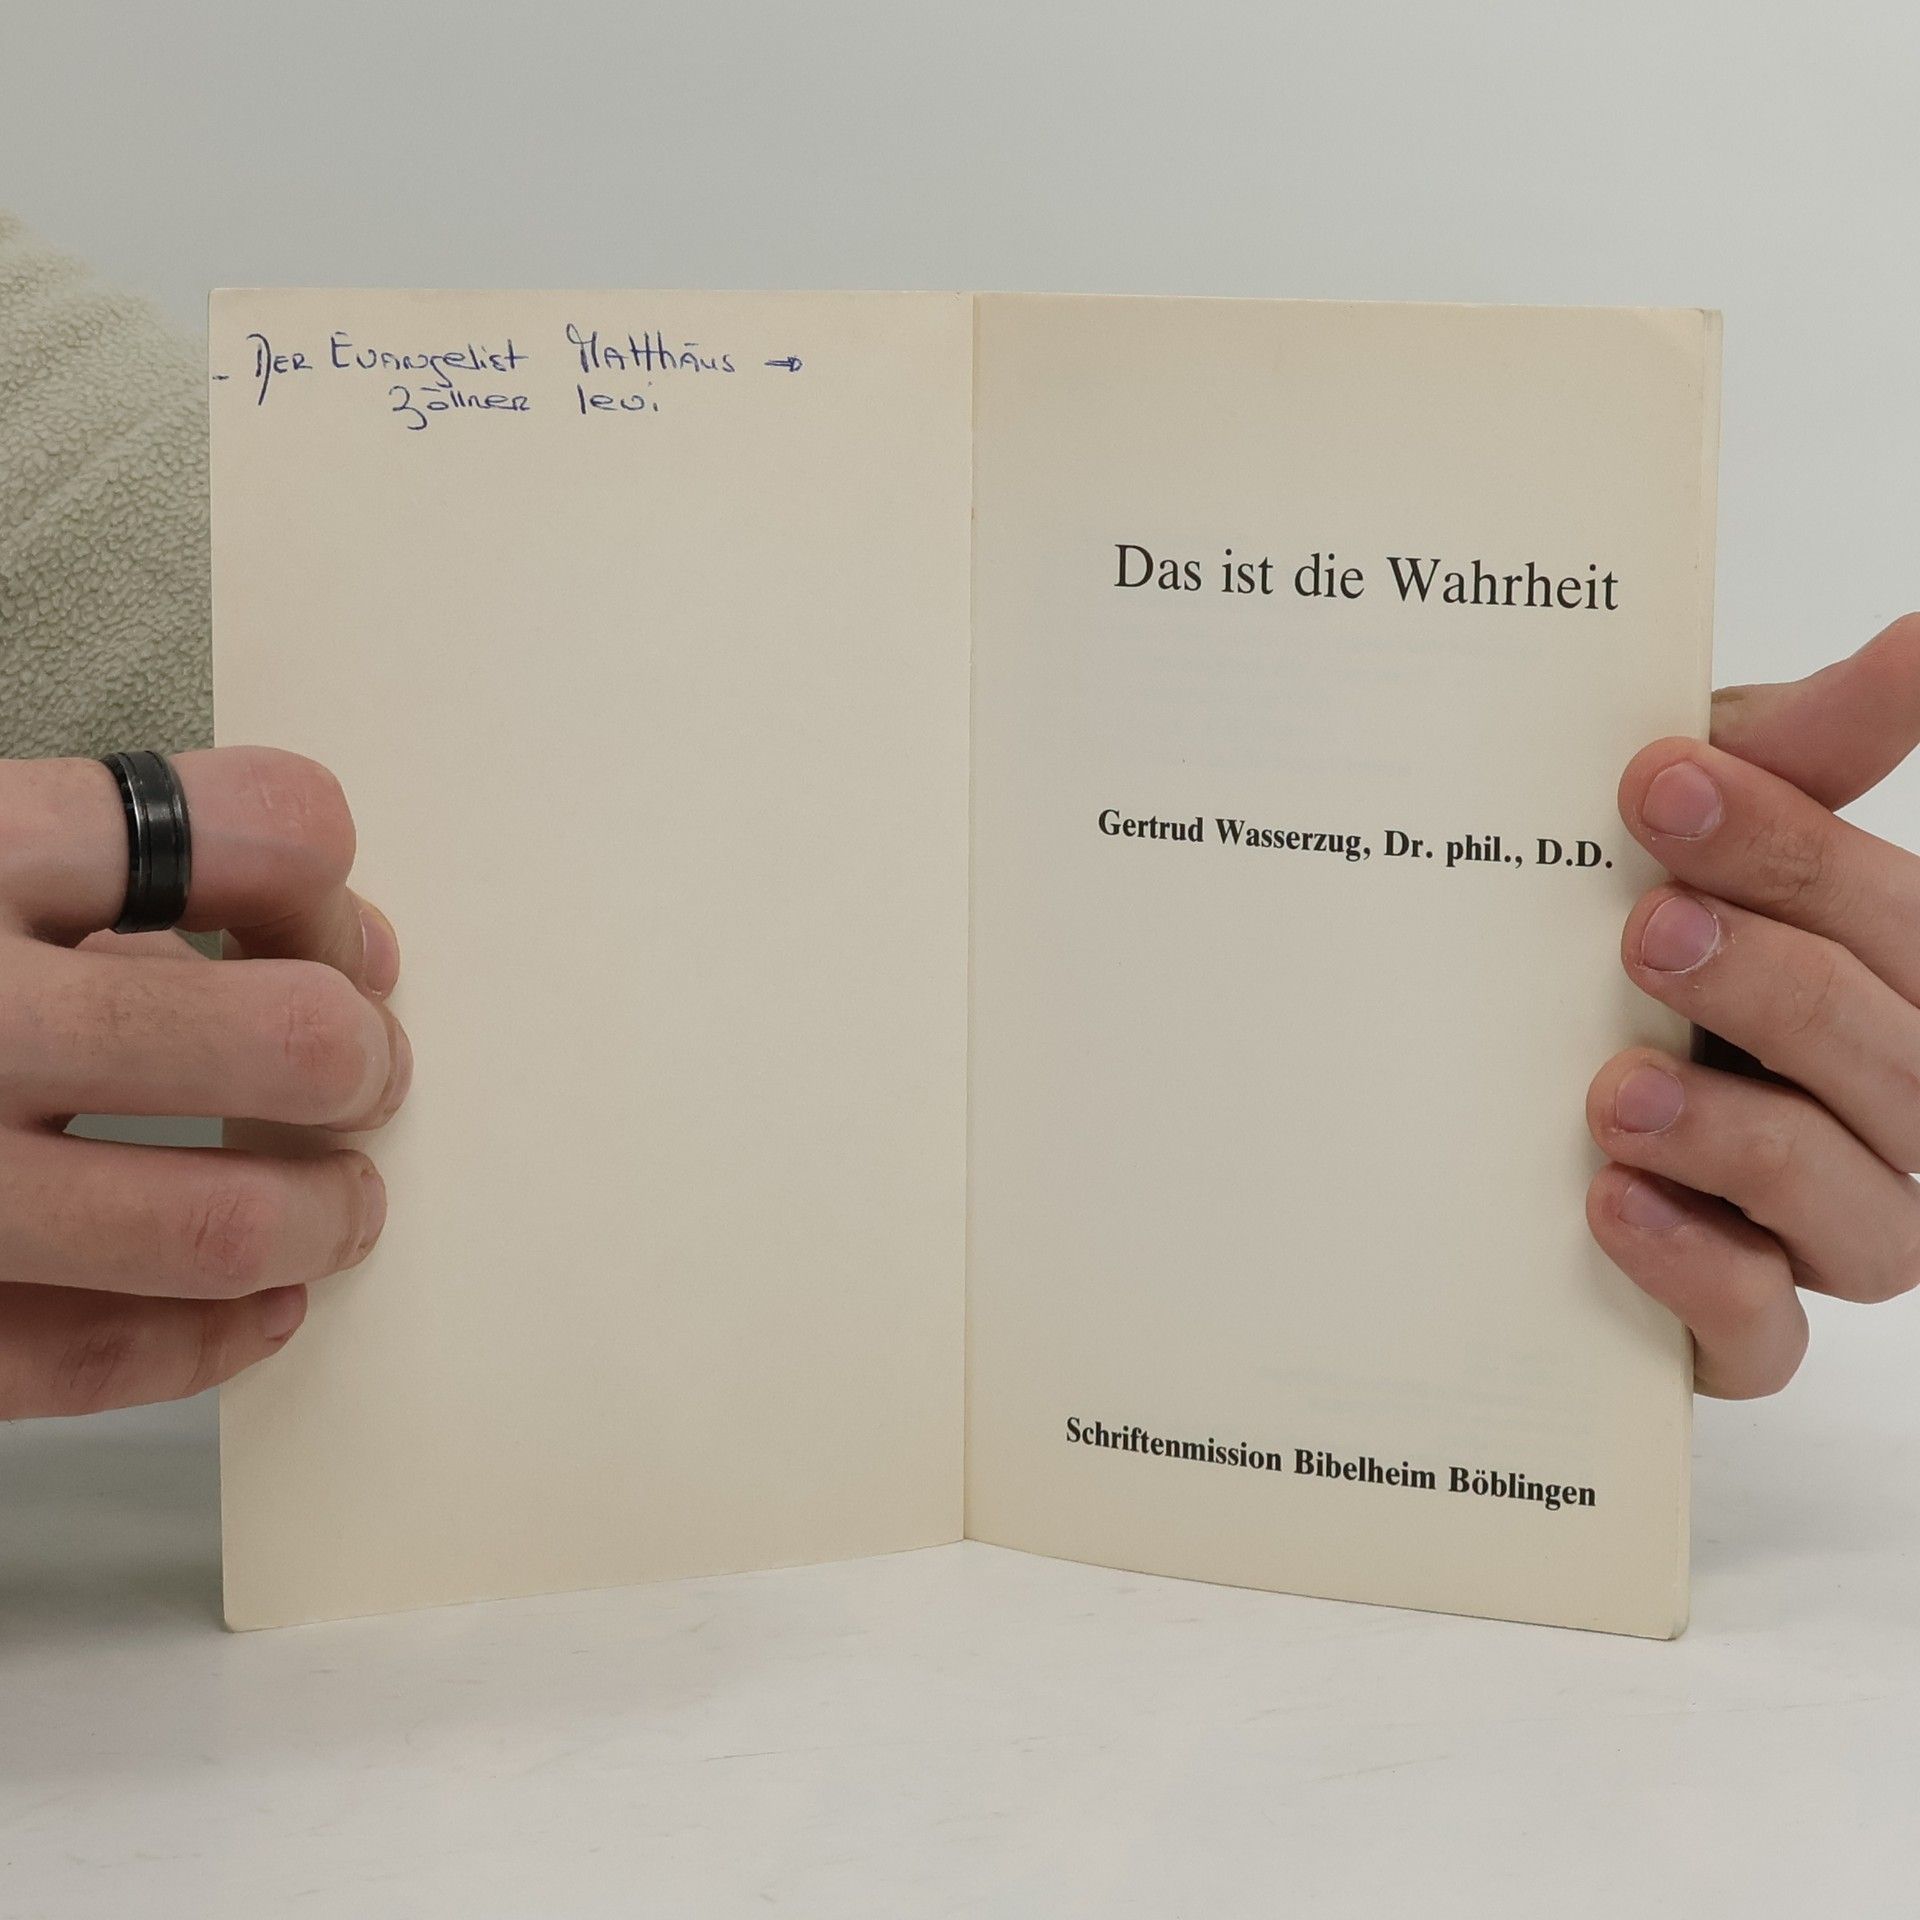 - Der Evangelist Matthäus ⇒
Zöllner levi
Das ist die Wahrheit
Gertrud Wasserzug, Dr. phil., D.D.
Schriftenmission Bibelheim Böblingen